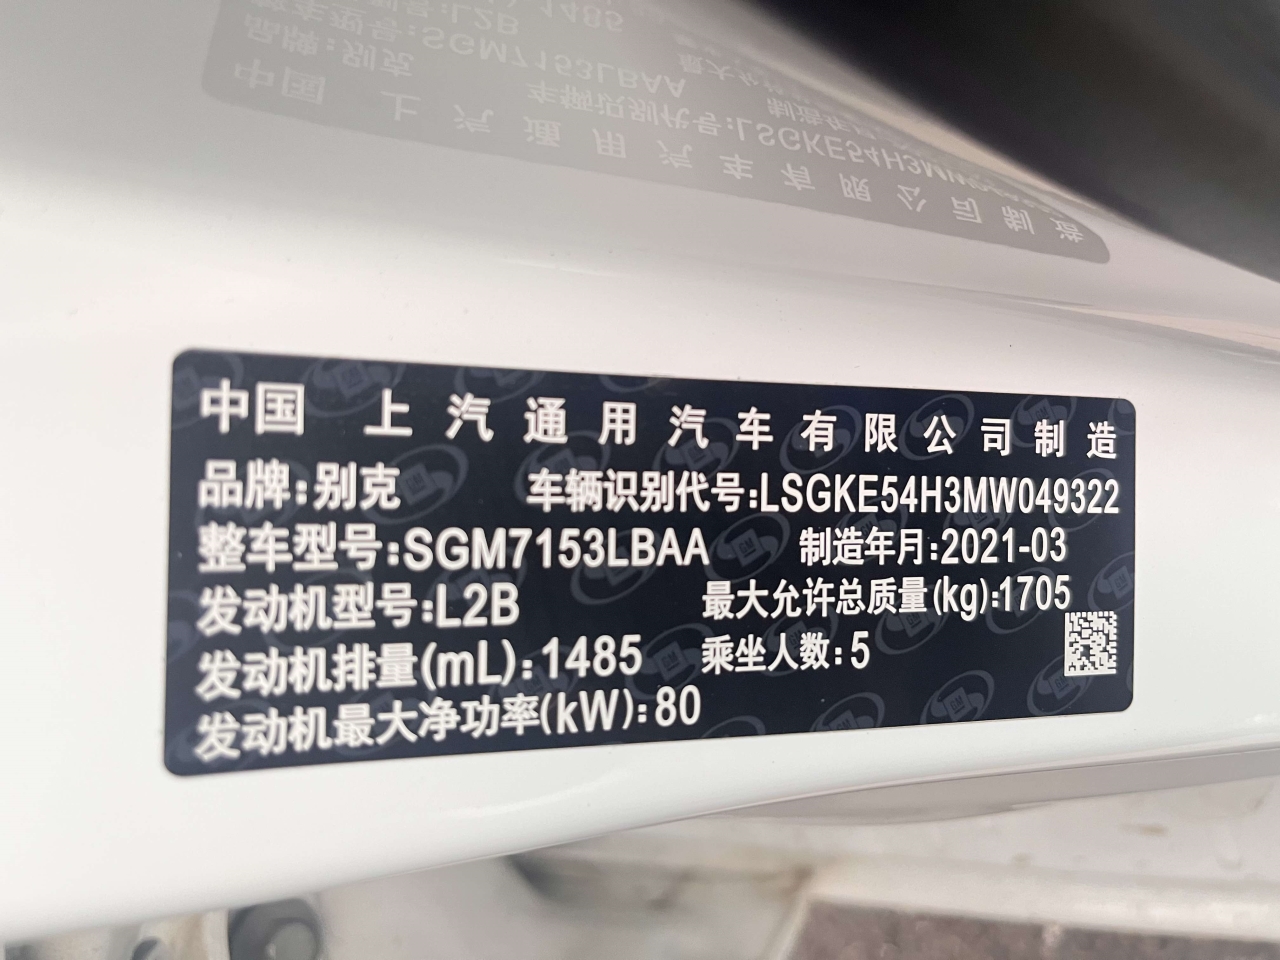 中国 上汽通用汽车有限公司制造
品牌:别克 车辆识别代号:LSGKE54H3MW049322
整车型号:SGM7153LBAA 制造年月:2021-03
发动机型号:L2B 最大允许总质量(kg):1705
发动机排量(mL):1485 乘坐人数:5
发动机最大净功率(kW):80